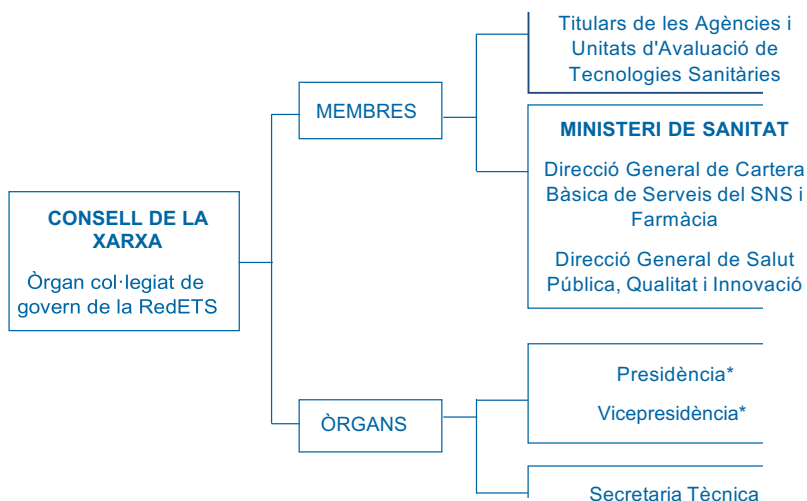 Titulars de les Agències i
Unitats d'Avaluació de
Tecnologies Sanitàries
MEMBRES
MINISTERI DE SANITAT
Direcció General de Cartera
Bàsica de Serveis del SNS i
Farmàcia
Direcció General de Salut
Pública, Qualitat i Innovació
CONSELL DE LA
XARXA
Òrgan col·legiat de
govern de la RedETS
Presidència*
Vicepresidència*
ÒRGANS
Secretaria Tècnica